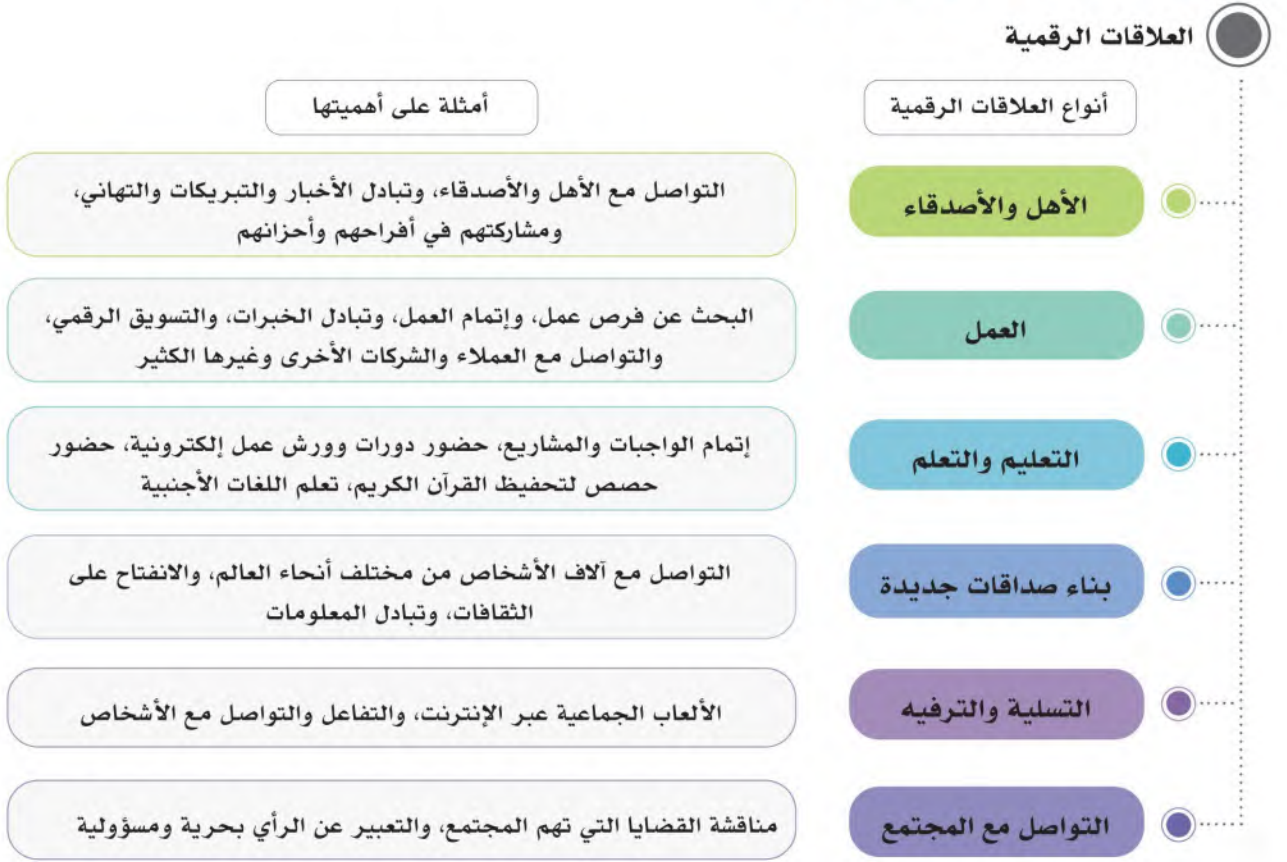 العلاقات الرقمية
أنواع العلاقات الرقمية
أمثلة على أهميتها
الأهل والأصدقاء
التواصل مع الأهل والأصدقاء، وتبادل الأخبار والتبريكات والتهاني،
ومشاركتهم في أفراحهم وأحزانهم
العمل
البحث عن فرص عمل، وإتمام العمل، وتبادل الخبرات، والتسويق الرقمي،
والتواصل مع العملاء والشركات الأخرى وغيرها الكثير
التعليم والتعلم
إتمام الواجبات والمشاريع، حضور دورات وورش عمل إلكترونية، حضور
حصص لتحفيظ القرآن الكريم، تعلم اللغات الأجنبية
بناء صداقات جديدة
التواصل مع آلاف الأشخاص من مختلف أنحاء العالم، والانفتاح على
الثقافات، وتبادل المعلومات
التسلية والترفيه
الألعاب الجماعية عبر الإنترنت، والتفاعل والتواصل مع الأشخاص
التواصل مع المجتمع
مناقشة القضايا التي تهم المجتمع، والتعبير عن الرأي بحرية ومسؤولية